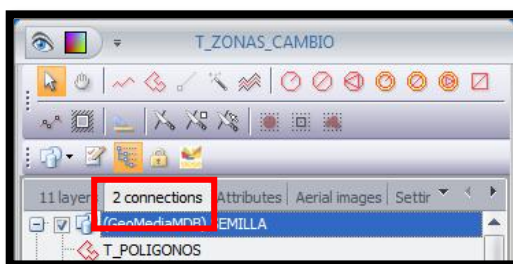 T_ZONAS_CAMBIO
11 layer 2 connections Attributes Aerial images Settir
(GeoMediaMDB) EMILLA
T_POLIGONOS